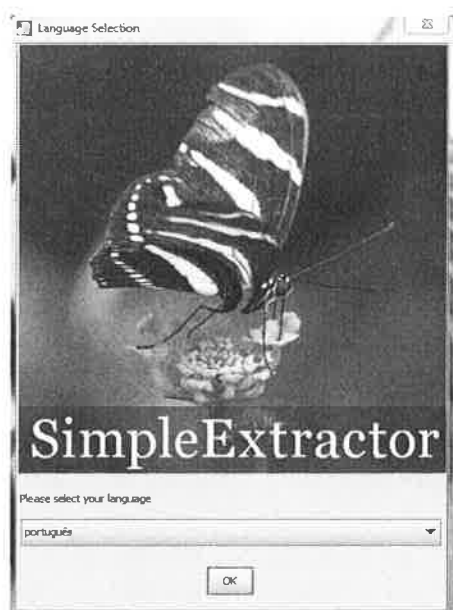 Language Selection
SimpleExtractor
Please select your language
português
OK